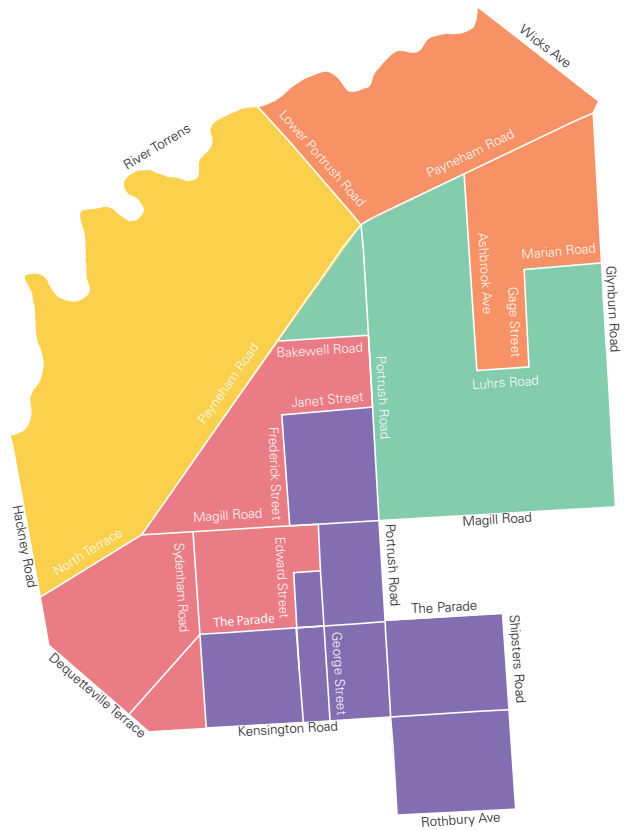 Wicks Ave
River Torrens
Lower Portrush Road
Payneham Road
Ashbrook Ave
Marian Road
Gage Street
Glynburn Road
Payneham Road
Bakewell Road
Portrush Road
Luhrs Road
Janet Street
Frederick Street
Magill Road
Magill Road
Hackney Road
North Terrace
Sydenham Road
Edward Street
Portrush Road
The Parade
The Parade
Shipsters Road
George Street
Dequetteville Terrace
Kensington Road
Rothbury Ave